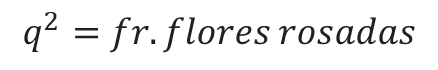 q² = fr. flores rosadas